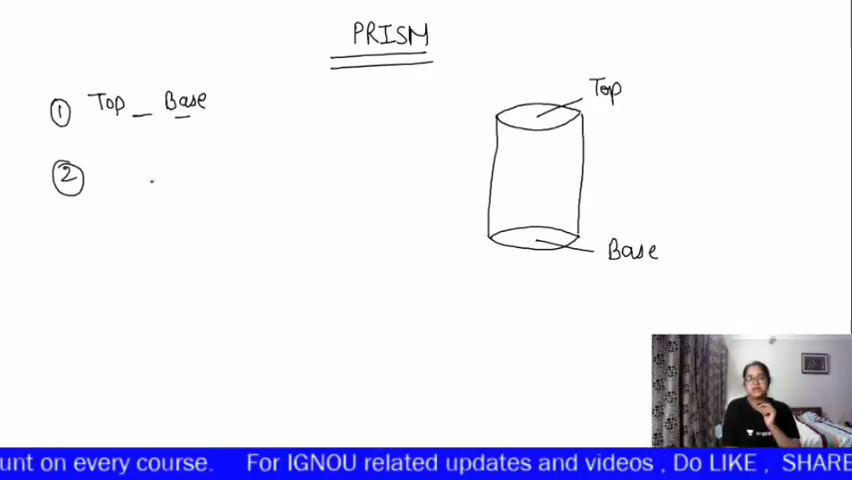 PRISM
① Top _ Base
Top
②
Base
unt on every course. For IGNOU related updates and videos , Do LIKE , SHARE